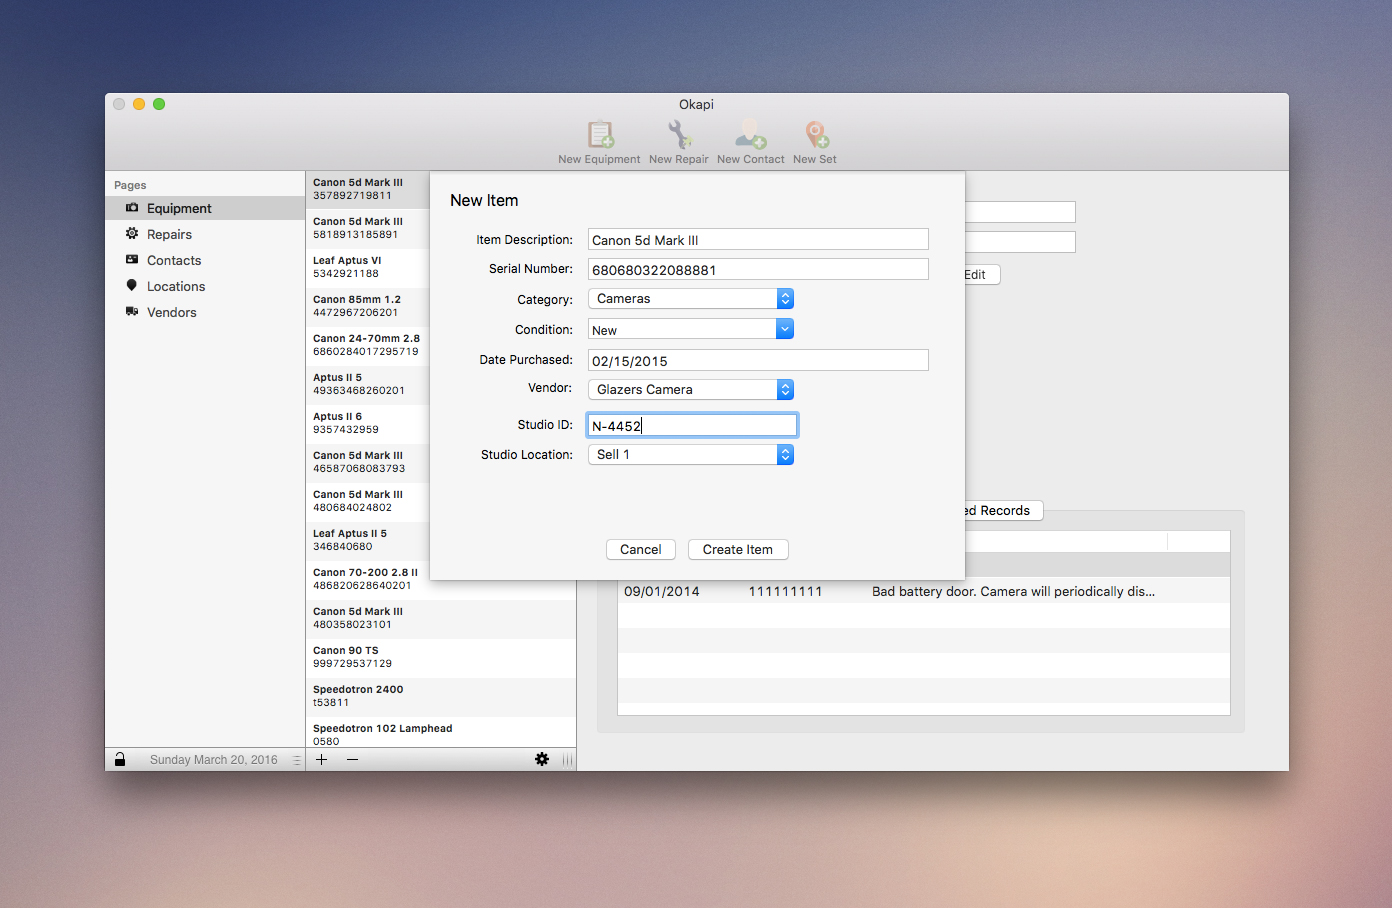 Okapi
New Equipment New Repair New Contact New Set
Pages
Equipment
Repairs
Contacts
Locations
Vendors
Canon 5d Mark III
357892719811
Canon 5d Mark III
5818913185891
Leaf Aptus VI
5342921188
Canon 85mm 1.2
4472967206201
Canon 24-70mm 2.8
6860284017295719
Aptus II 5
49363468260201
Aptus II 6
9357432959
Canon 5d Mark III
46587068083793
Canon 5d Mark III
480684024802
Leaf Aptus II 5
346840680
Canon 70-200 2.8 II
486820628640201
Canon 5d Mark III
480358023101
Canon 90 TS
999729537129
Speedotron 2400
t53811
Speedotron 102 Lamphead
0580
New Item
Item Description: Canon 5d Mark III
Serial Number: 680680322088881
Category: Cameras
Condition: New
Date Purchased: 02/15/2015
Vendor: Glazers Camera
Studio ID: N-4452
Studio Location: Sell 1
Cancel Create Item
Edit
ed Records
09/01/2014 111111111 Bad battery door. Camera will periodically dis...
Sunday March 20, 2016